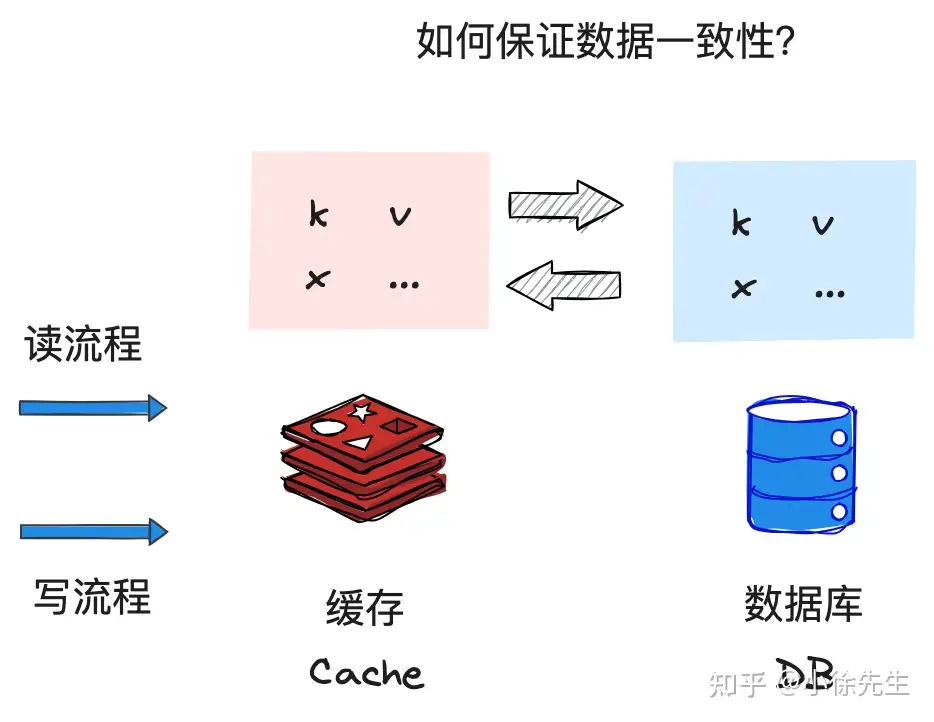 如何保证数据一致性?
k v
x ...
k v
x ...
读流程
写流程
缓存
Cache
数据库
DB
知乎 @小徐先生